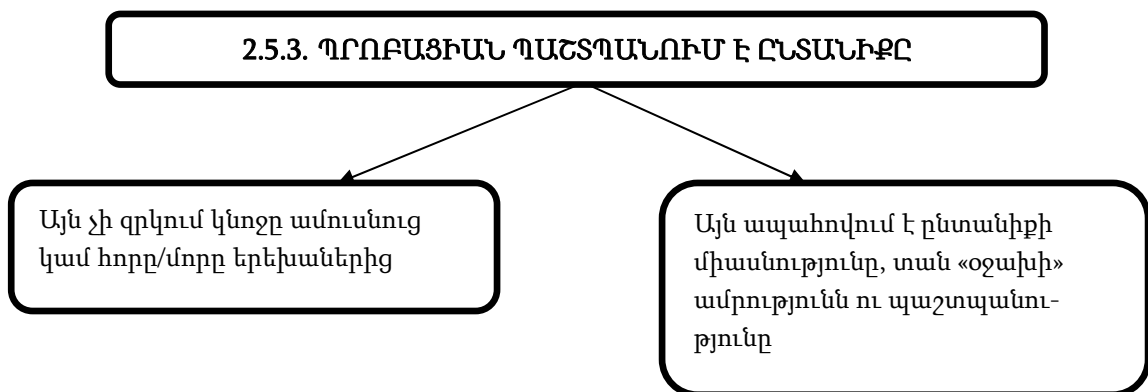 2.5.3. ՊՐՈԲԱՑԻԱՆ ՊԱՇՏՊԱՆՈՒՄ Է ԸՆՏԱՆԻՔԸ
Այն չի զրկում կնոջը ամուսնուց
կամ հորը/մորը երեխաներից
Այն ապահովում է ընտանիքի
միասնությունը, տան «օջախի»
ամրությունն ու պաշտպանու-
թյունը